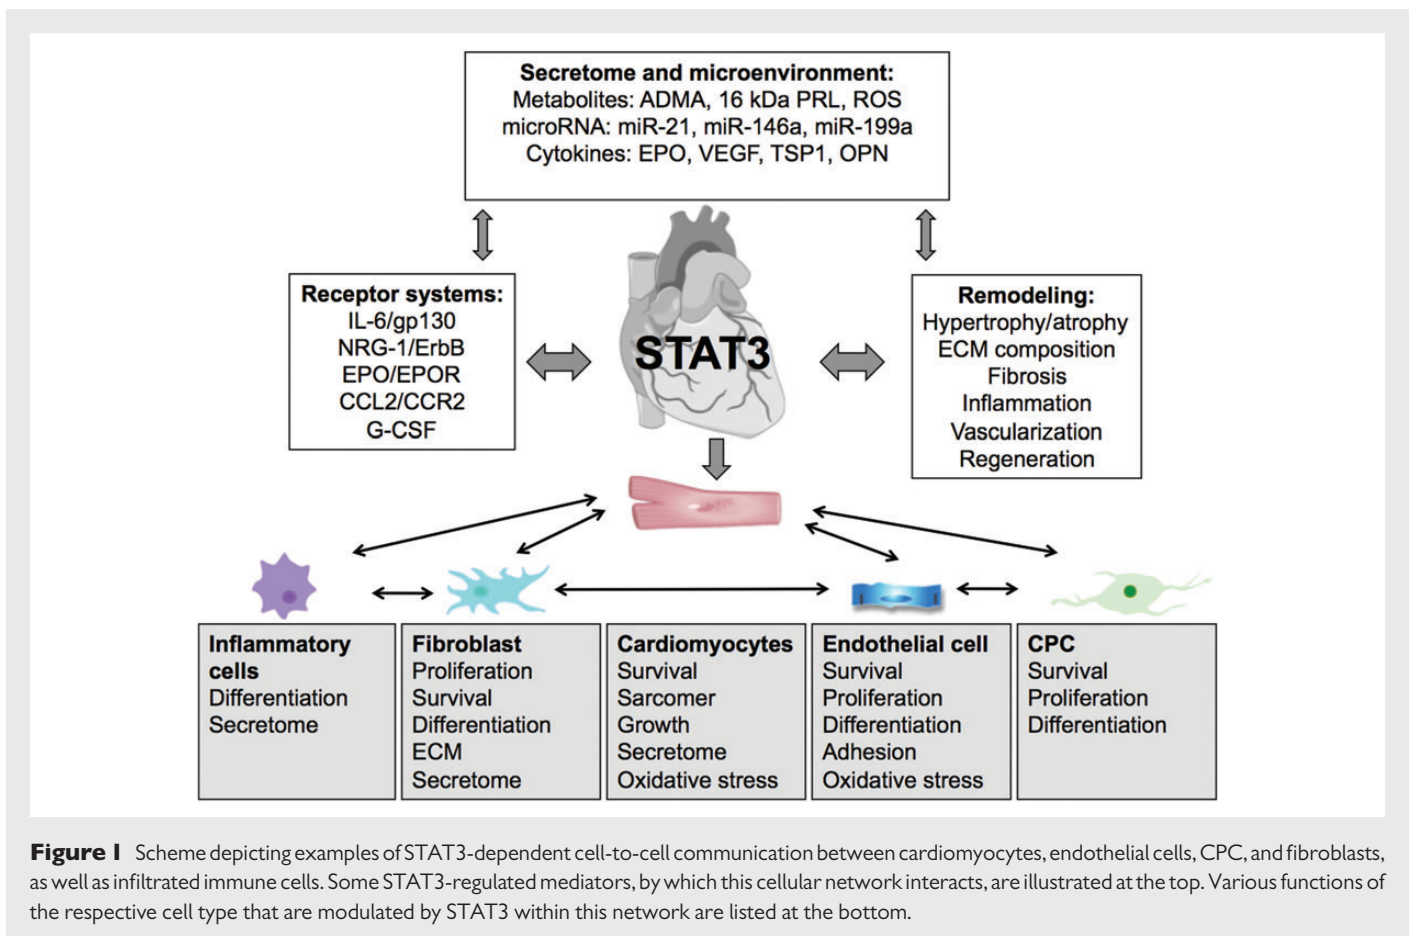 Secretome and microenvironment:
Metabolites: ADMA, 16 kDa PRL, ROS
microRNA: miR-21, miR-146a, miR-199a
Cytokines: EPO, VEGF, TSP1, OPN
Receptor systems:
IL-6/gp130
NRG-1/ErbB
EPO/EPOR
CCL2/CCR2
G-CSF
STAT3
Remodeling:
Hypertrophy/atrophy
ECM composition
Fibrosis
Inflammation
Vascularization
Regeneration
Inflammatory
cells
Differentiation
Secretome
Fibroblast
Proliferation
Survival
Differentiation
ECM
Secretome
Cardiomyocytes
Survival
Sarcomer
Growth
Secretome
Oxidative stress
Endothelial cell
Survival
Proliferation
Differentiation
Adhesion
Oxidative stress
CPC
Survival
Proliferation
Differentiation
Figure 1 Scheme depicting examples of STAT3-dependent cell-to-cell communication between cardiomyocytes, endothelial cells, CPC, and fibroblasts,
as well as infiltrated immune cells. Some STAT3-regulated mediators, by which this cellular network interacts, are illustrated at the top. Various functions of
the respective cell type that are modulated by STAT3 within this network are listed at the bottom.